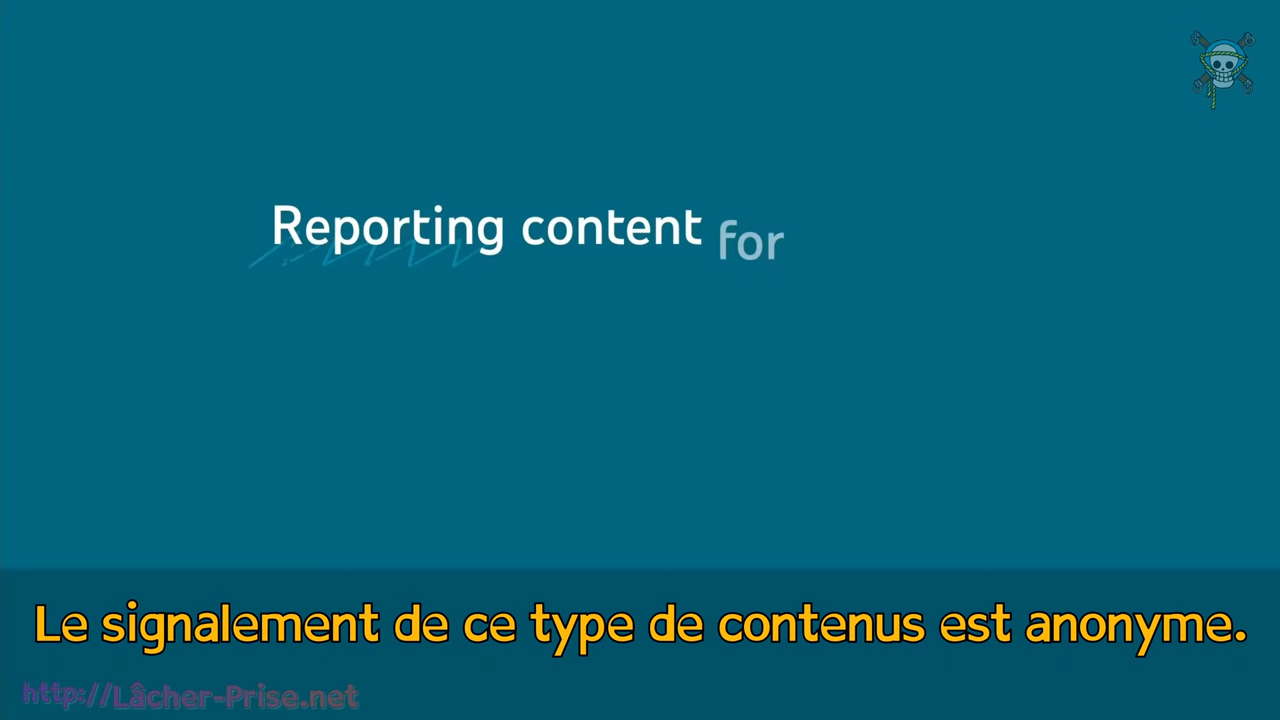 Reporting content for
Le signalement de ce type de contenus est anonyme.
http://Lâcher-Prise.net